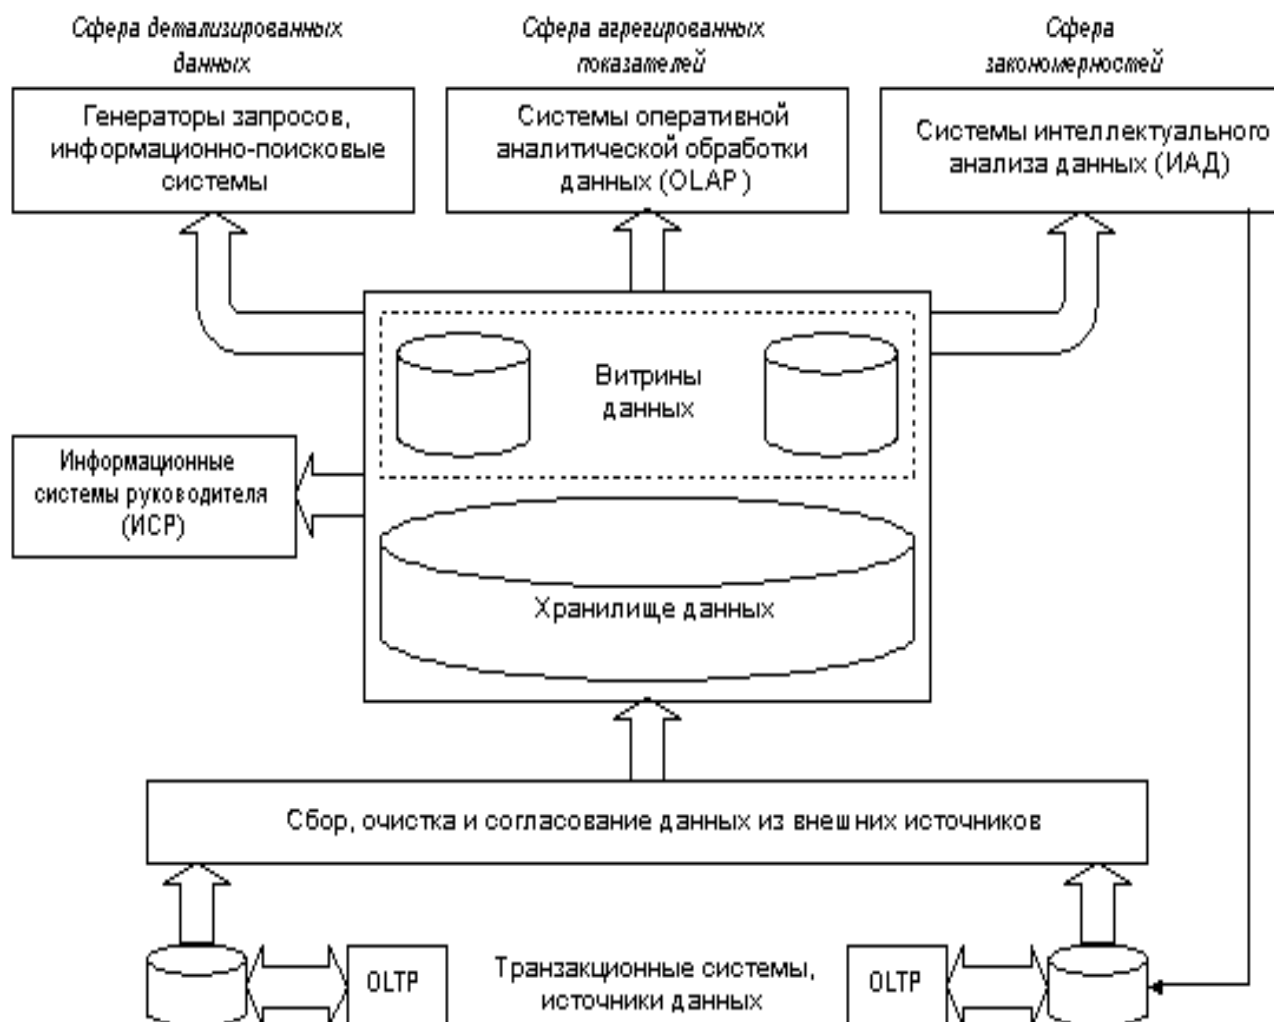 Сфера детализированных
данных
Сфера агрегированных
показателей
Сфера
закономерностей
Генераторы запросов,
информационно-поисковые
системы
Системы оперативной
аналитической обработки
данных (OLAP)
Системы интеллектуального
анализа данных (ИАД)
Витрины
данных
Информационные
системы руководителя
(ИСР)
Хранилище данных
Сбор, очистка и согласование данных из внешних источников
OLTP
Транзакционные системы,
источники данных
OLTP